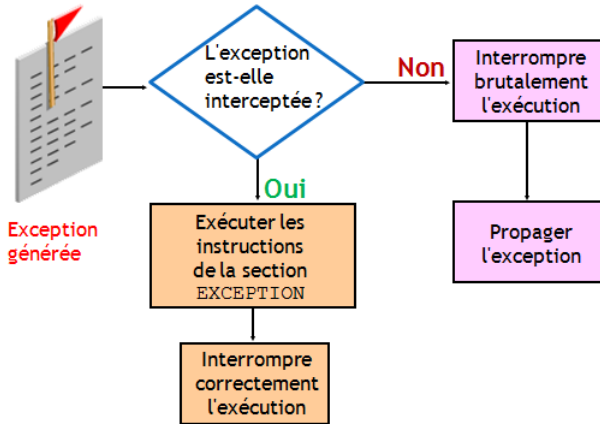 L'exception
est-elle
interceptée ?
Non
Interrompre
brutalement
l'exécution
Oui
Exception
générée
Exécuter les
instructions
de la section
EXCEPTION
Propager
l'exception
Interrompre
correctement
l'exécution